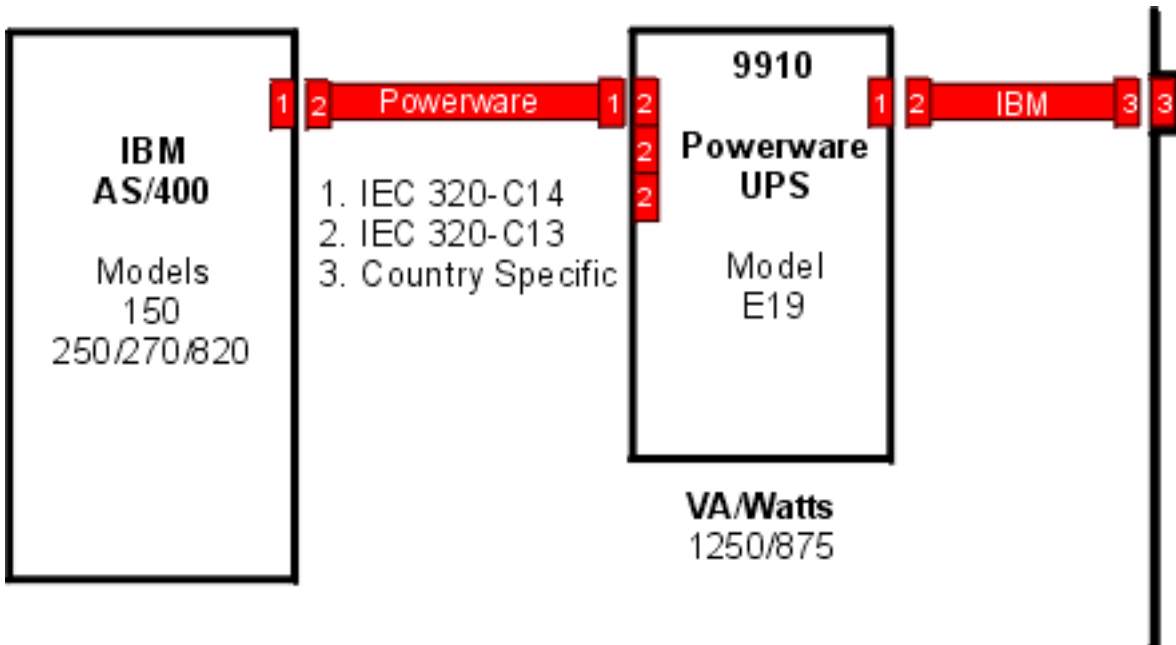 IBM
AS/400
Models
150
250/270/820
1 2 Powerware 1 2
2
2
1. IEC 320-C14
2. IEC 320-C13
3. Country Specific
9910
Powerware
UPS
Model
E19
1 2 IBM 3 3
VA/Watts
1250/875